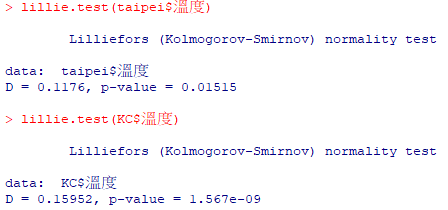 > lillie.test(taipei$溫度)
Lilliefors (Kolmogorov-Smirnov) normality test
data:  taipei$溫度
D = 0.1176, p-value = 0.01515
> lillie.test(KC$溫度)
Lilliefors (Kolmogorov-Smirnov) normality test
data:  KC$溫度
D = 0.15952, p-value = 1.567e-09